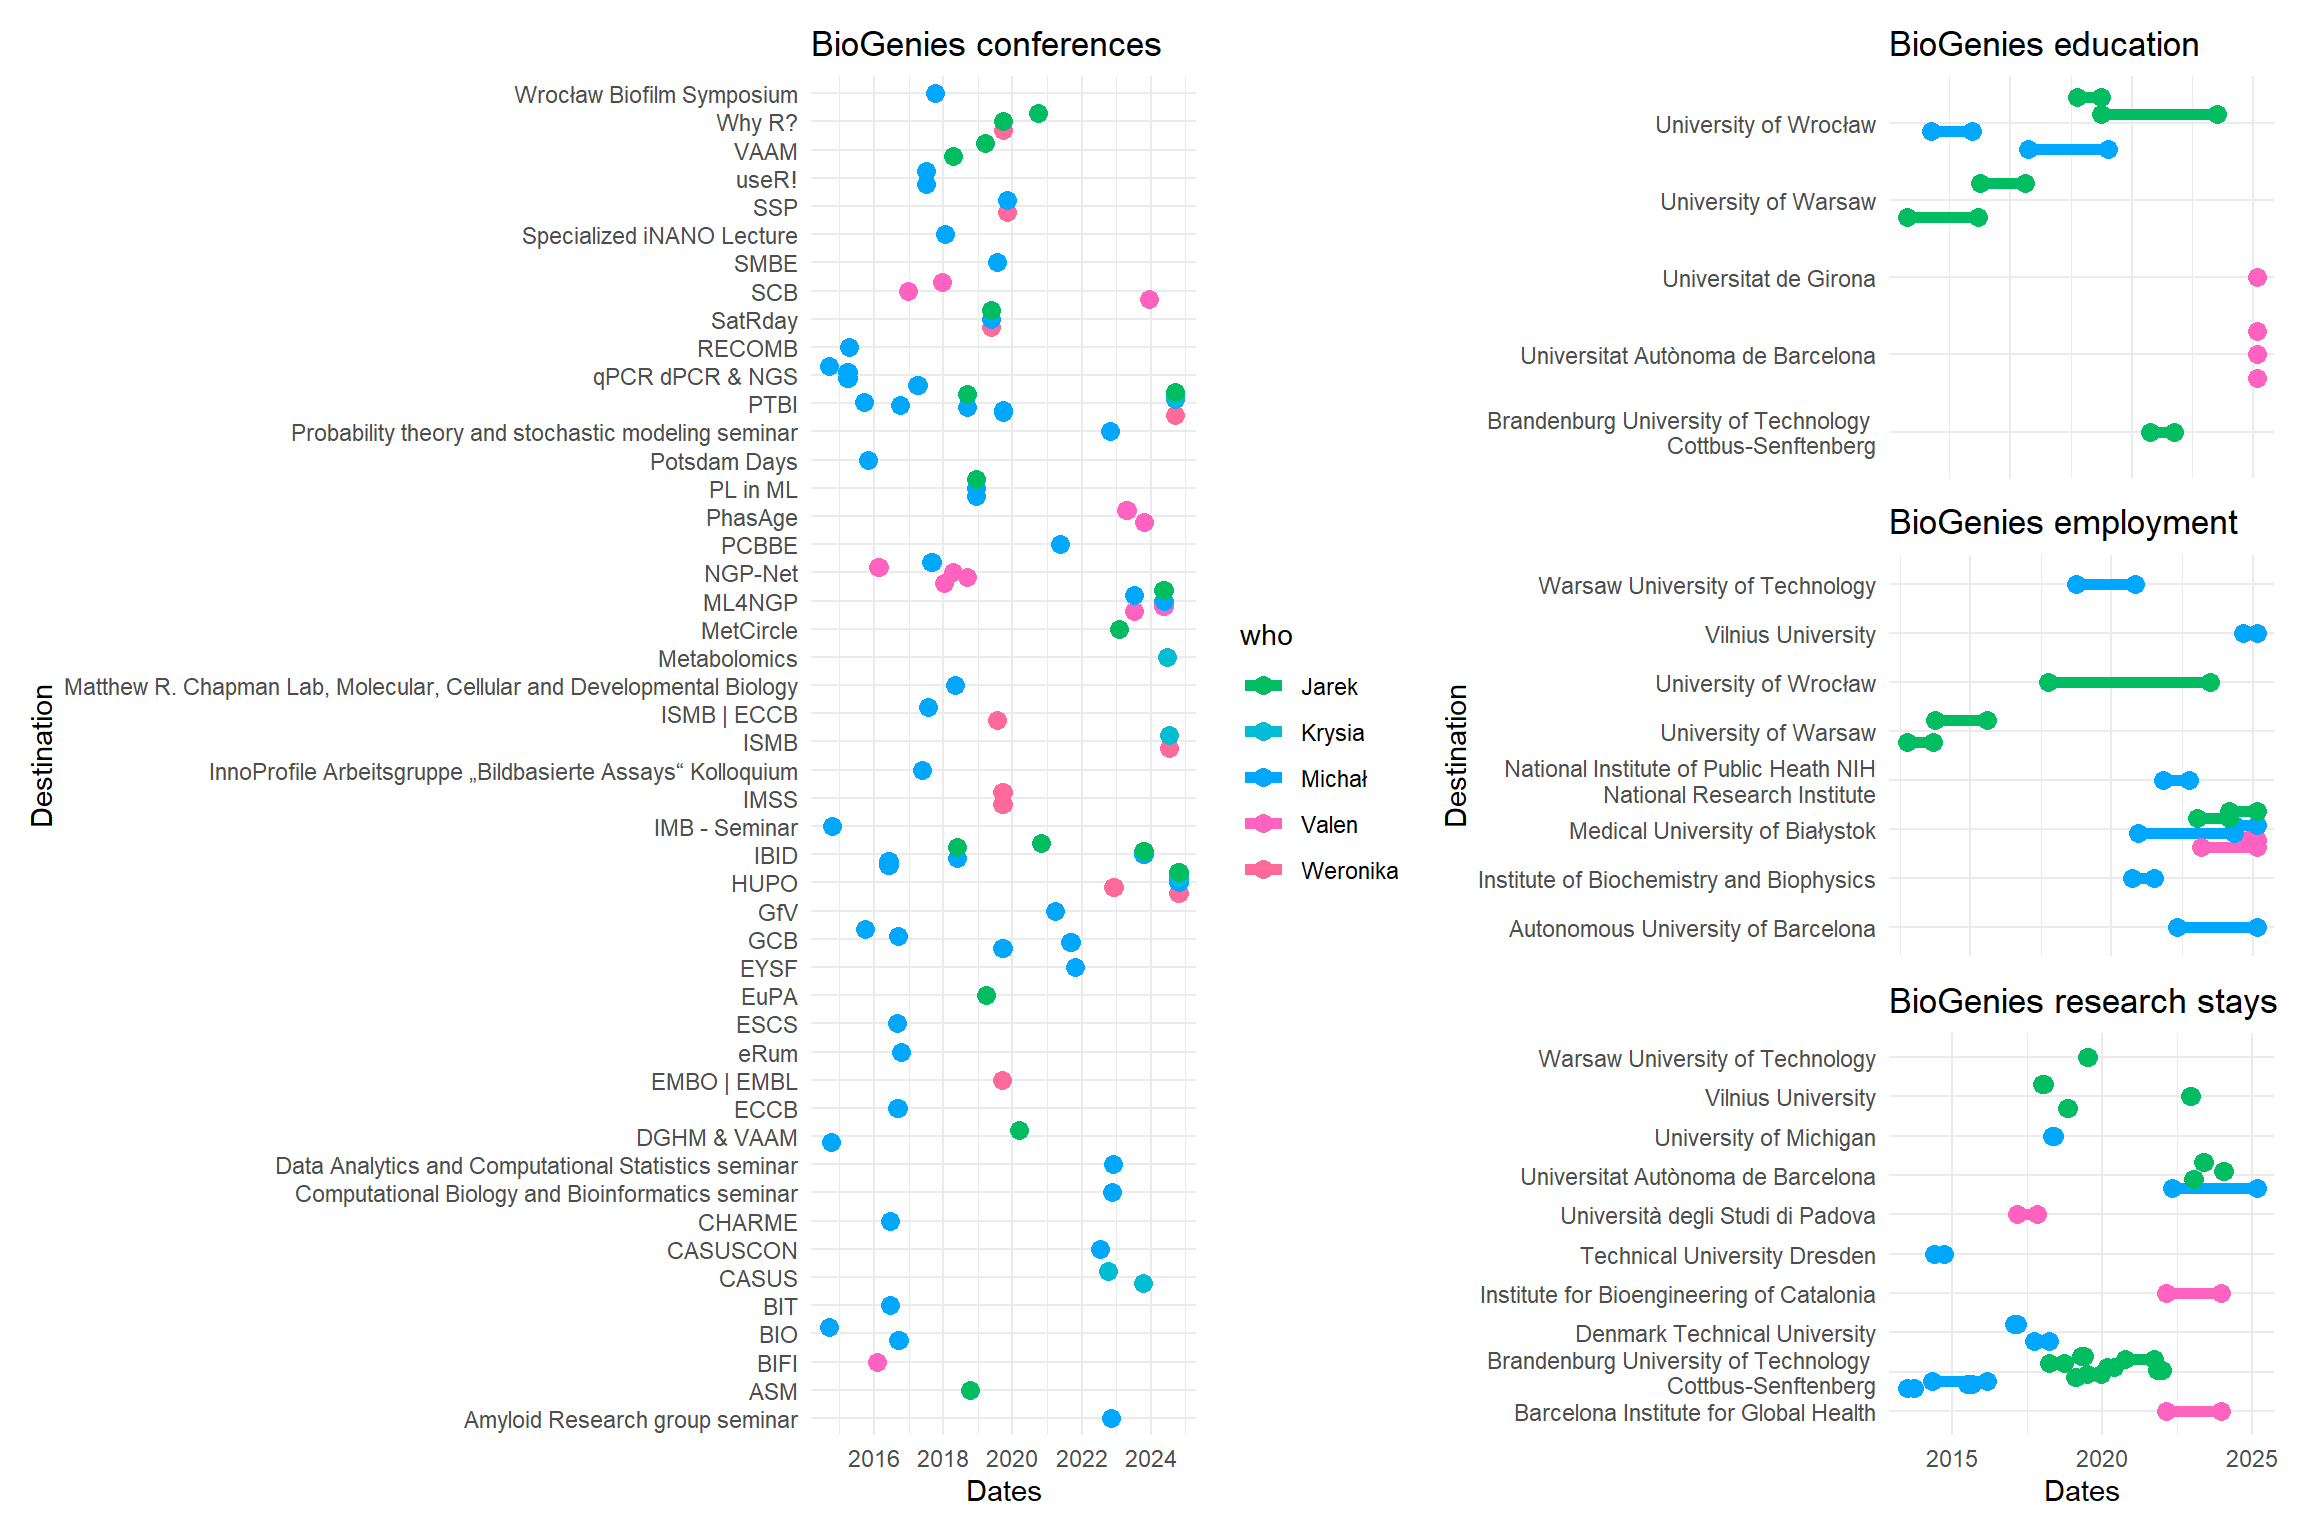 BioGenies conferences
Wrocław Biofilm Symposium
Why R?
VAAM
useR!
SSP
Specialized iNANO Lecture
SMBE
SCB
SatRday
RECOMB
qPCR dPCR & NGS
PTBI
Probability theory and stochastic modeling seminar
Potsdam Days
PL in ML
PhasAge
PCBBE
NGP-Net
ML4NGP
MetCircle
Metabolomics
Matthew R. Chapman Lab, Molecular, Cellular and Developmental Biology
ISMB | ECCB
ISMB
InnoProfile Arbeitsgruppe „Bildbasierte Assays“ Kolloquium
IMSS
IMB - Seminar
IBID
HUPO
GfV
GCB
EYSF
EuPA
ESCS
eRum
EMBO | EMBL
ECCB
DGHM & VAAM
Data Analytics and Computational Statistics seminar
Computational Biology and Bioinformatics seminar
CHARME
CASUSCON
CASUS
BIT
BIO
BIFI
ASM
Amyloid Research group seminar
Destination
2016 2018 2020 2022 2024
Dates
who
Jarek
Krysia
Michał
Valen
Weronika
Destination
BioGenies education
University of Wrocław
University of Warsaw
Universitat de Girona
Universitat Autònoma de Barcelona
Brandenburg University of Technology
Cottbus-Senftenberg
BioGenies employment
Warsaw University of Technology
Vilnius University
University of Wrocław
University of Warsaw
National Institute of Public Heath NIH
National Research Institute
Medical University of Białystok
Institute of Biochemistry and Biophysics
Autonomous University of Barcelona
BioGenies research stays
Warsaw University of Technology
Vilnius University
University of Michigan
Universitat Autònoma de Barcelona
Università degli Studi di Padova
Technical University Dresden
Institute for Bioengineering of Catalonia
Denmark Technical University
Brandenburg University of Technology
Cottbus-Senftenberg
Barcelona Institute for Global Health
2015 2020 2025
Dates